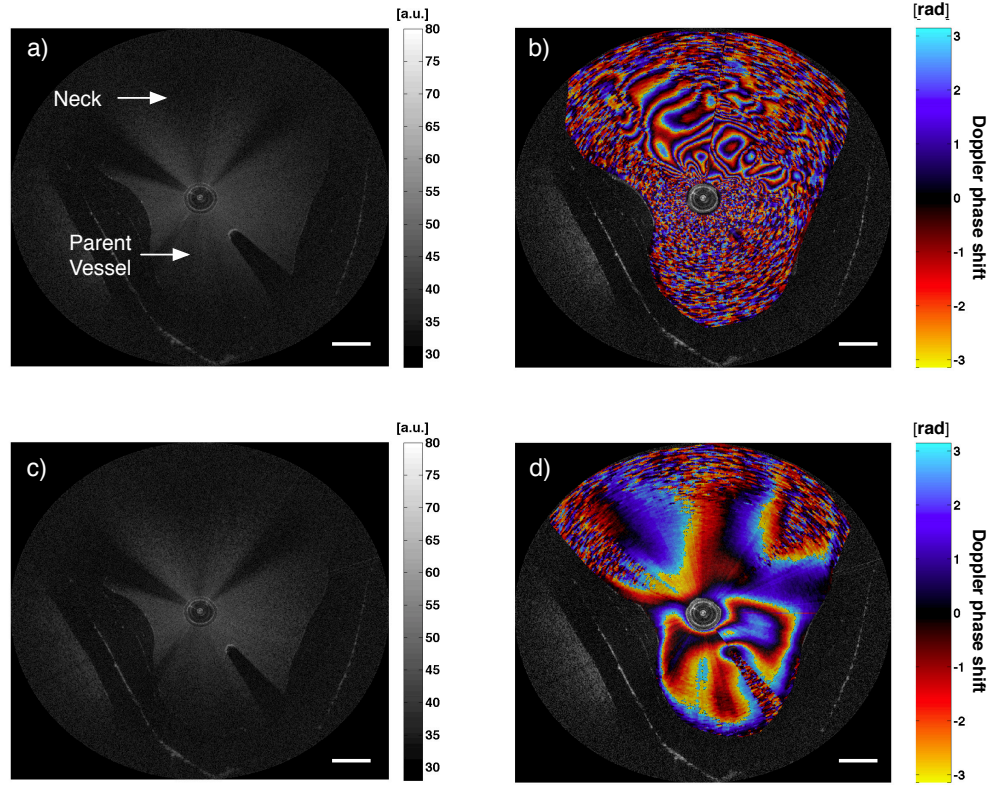 [a.u.]
a)
Neck
Parent
Vessel
80
75
70
65
60
55
50
45
40
35
30
[rad]
b)
3
2
1
0
-1
-2
-3
Doppler phase shift
[a.u.]
c)
80
75
70
65
60
55
50
45
40
35
30
[rad]
d)
3
2
1
0
-1
-2
-3
Doppler phase shift